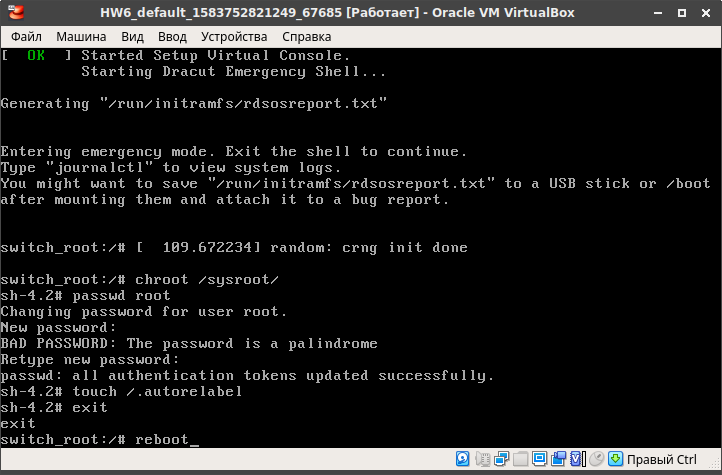 HW6_default_1583752821249_67685 [Работает] - Oracle VM VirtualBox
Файл Машина Вид Ввод Устройства Справка
[  OK  ] Started Setup Virtual Console.
         Starting Dracut Emergency Shell...
Generating "/run/initramfs/rdsosreport.txt"
Entering emergency mode. Exit the shell to continue.
Type "journalctl" to view system logs.
You might want to save "/run/initramfs/rdsosreport.txt" to a USB stick or /boot
after mounting them and attach it to a bug report.
switch_root:/# [  109.672234] random: crng init done
switch_root:/# chroot /sysroot/
sh-4.2# passwd root
Changing password for user root.
New password:
BAD PASSWORD: The password is a palindrome
Retype new password:
passwd: all authentication tokens updated successfully.
sh-4.2# touch /.autorelabel
sh-4.2# exit
exit
switch_root:/# reboot_
Правый Ctrl